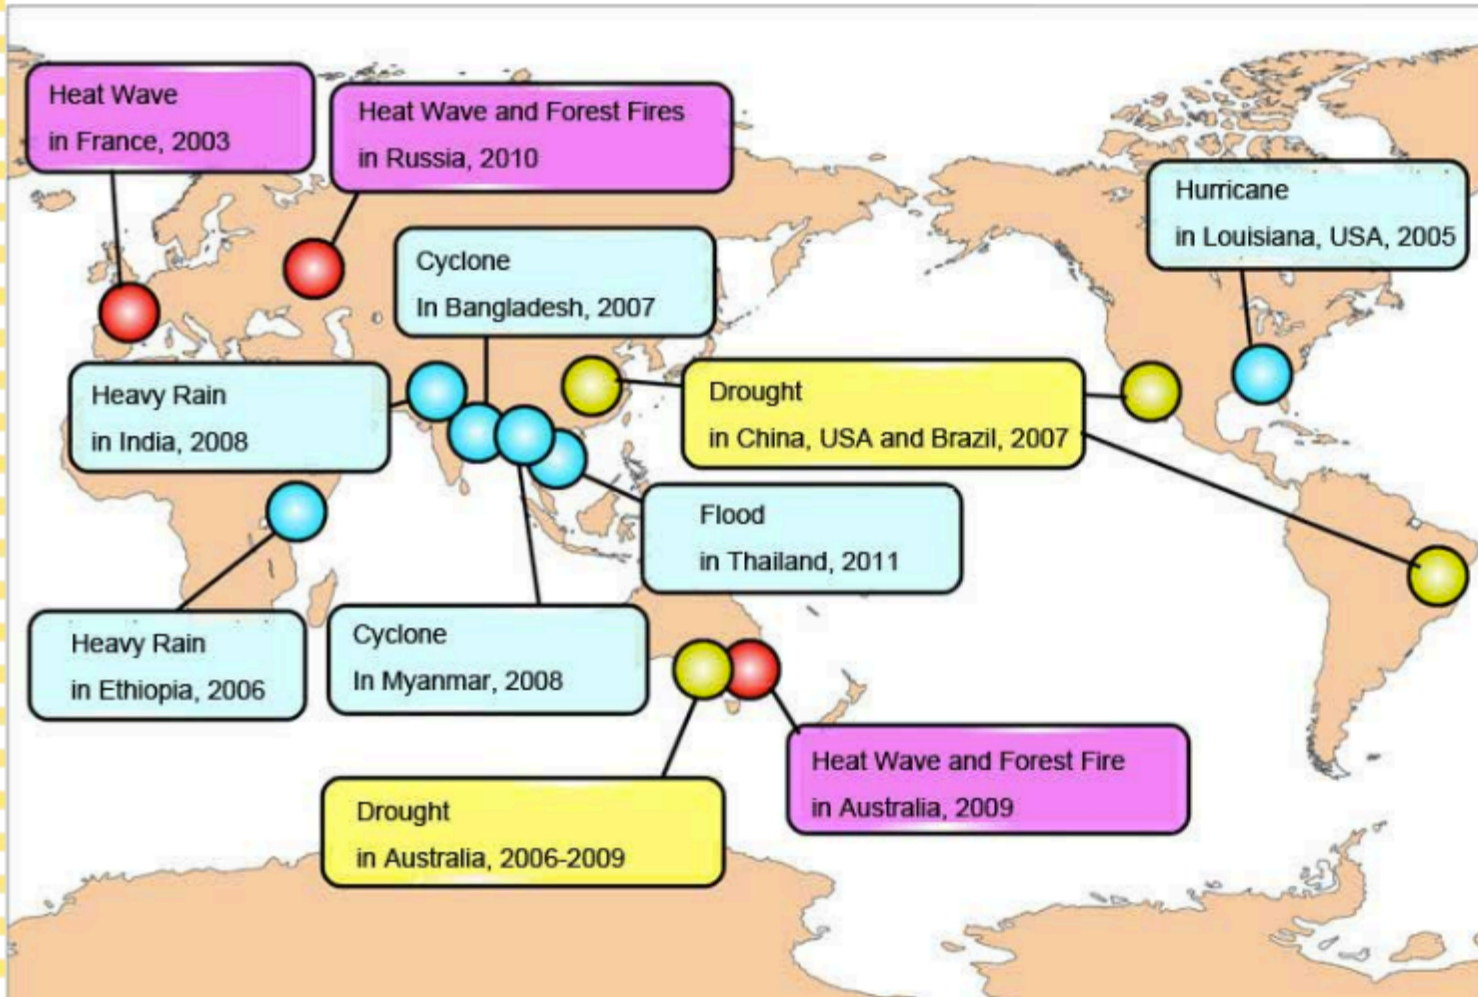 Heat Wave
in France, 2003
Heat Wave and Forest Fires
in Russia, 2010
Hurricane
in Louisiana, USA, 2005
Cyclone
In Bangladesh, 2007
Heavy Rain
in India, 2008
Drought
in China, USA and Brazil, 2007
Flood
in Thailand, 2011
Heavy Rain
in Ethiopia, 2006
Cyclone
In Myanmar, 2008
Heat Wave and Forest Fire
in Australia, 2009
Drought
in Australia, 2006-2009